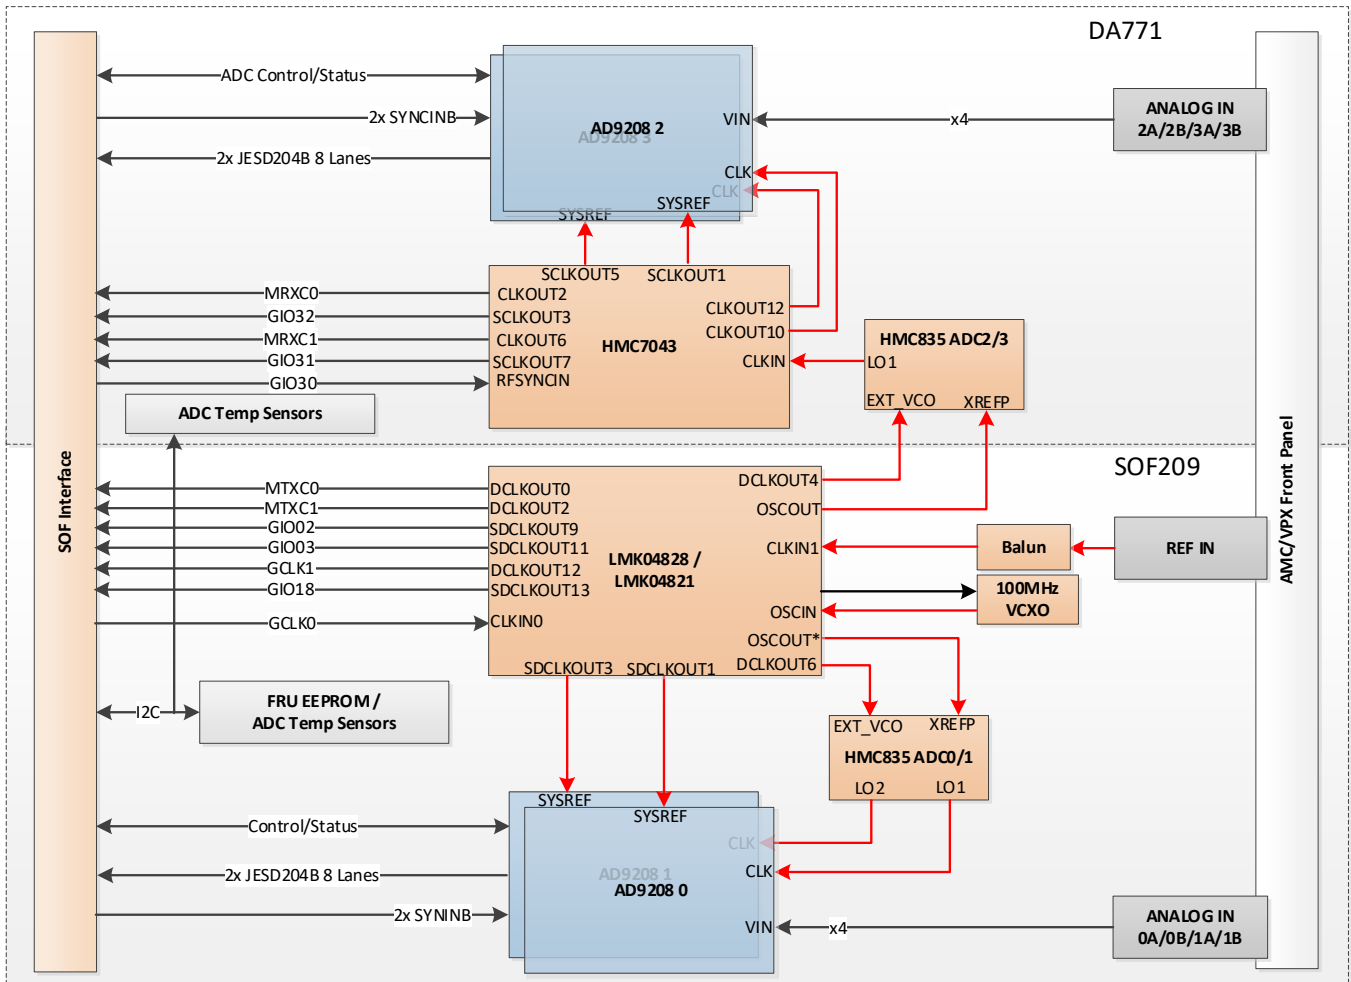 DA771
SOF Interface
AMC/VPX Front Panel
ADC Control/Status
2x SYNCINB
2x JESD204B 8 Lanes
AD9208 2
AD9208 3
VIN
x4
ANALOG IN
2A/2B/3A/3B
CLK
CLK
SYSREF
SYSREF
SCLKOUT5
SCLKOUT1
MRXC0
CLKOUT2
GIO32
SCLKOUT3
MRXC1
CLKOUT6
GIO31
SCLKOUT7
GIO30
RFSYNCIN
HMC7043
CLKOUT12
CLKOUT10
CLKIN
HMC835 ADC2/3
LO1
EXT_VCO
XREFP
ADC Temp Sensors
SOF209
MTXC0
DCLKOUT0
MTXC1
DCLKOUT2
GIO02
SDCLKOUT9
GIO03
SDCLKOUT11
GCLK1
DCLKOUT12
GIO18
SDCLKOUT13
GCLK0
CLKIN0
LMK04828 /
LMK04821
DCLKOUT4
OSCOUT
CLKIN1
OSCIN
OSCOUT*
DCLKOUT6
SDCLKOUT3
SDCLKOUT1
Balun
REF IN
100MHz
VCXO
I2C
FRU EEPROM /
ADC Temp Sensors
EXT_VCO
XREFP
HMC835 ADC0/1
LO2
LO1
SYSREF
SYSREF
Control/Status
2x JESD204B 8 Lanes
2x SYNINB
AD9208 1
AD9208 0
CLK
CLK
VIN
x4
ANALOG IN
0A/0B/1A/1B